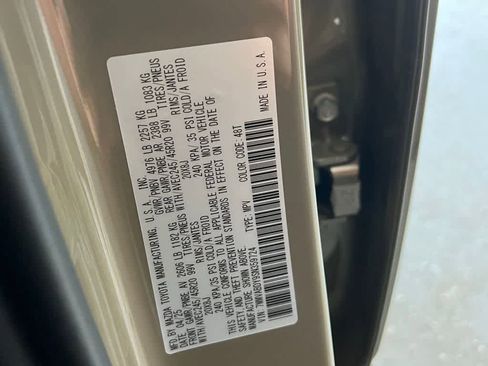 MFD. BY MAZDA TOYOTA MANUFACTURING, U.S.A., INC.
DATE: 04/25 GVWR/PNBV 4976 LB 2257 KG
FRONT GAWR/PNBE AV 2606 LB 1182 KG REAR GAWR/PNBE AR 2388 LB 1083 KG
WITH AVEC245/45R20 99V TIRES/PNEUS WITH AVEC245/45R20 99V TIRES/PNEUS
RIMS/JANTES RIMS/JANTES
20X8J 20X8J
240 KPA/35 PSI COLD/A FROID 240 KPA/ 35 PSI COLD/A FROID
THIS VEHICLE CONFORMS TO ALL APPLICABLE FEDERAL MOTOR VEHICLE
SAFETY AND THEFT PREVENTION STANDARDS IN EFFECT ON
THE DATE OF MANUFACTURE SHOWN ABOVE.
TYPE: MPV
COLOR CODE:48T
MADE IN U.S.A.